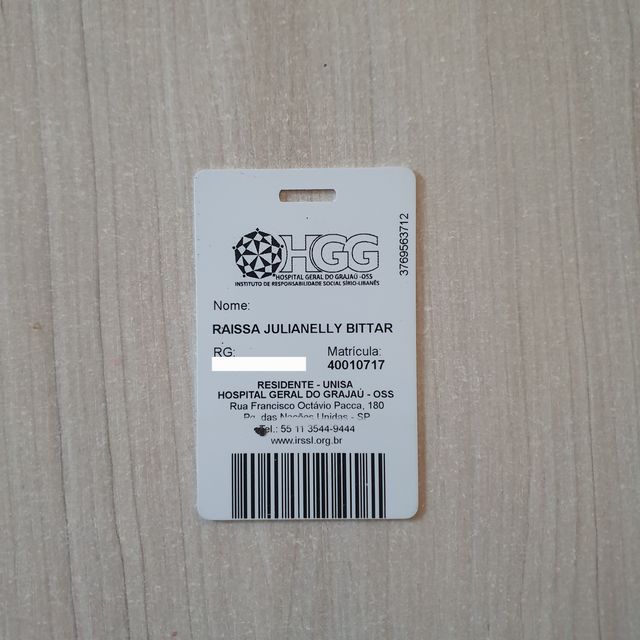 HGG
HOSPITAL GERAL DO GRAJAÚ -OSS
INSTITUTO DE RESPONSABILIDADE SOCIAL SÍRIO-LIBANÊS
3769563712
Nome:
RAISSA JULIANELLY BITTAR
RG: Matrícula:
40010717
RESIDENTE - UNISA
HOSPITAL GERAL DO GRAJAÚ - OSS
Rua Francisco Octávio Pacca, 180
Pq. das Nações Unidas - SP
Tel.: 55 11 3544-9444
www.irssl.org.br